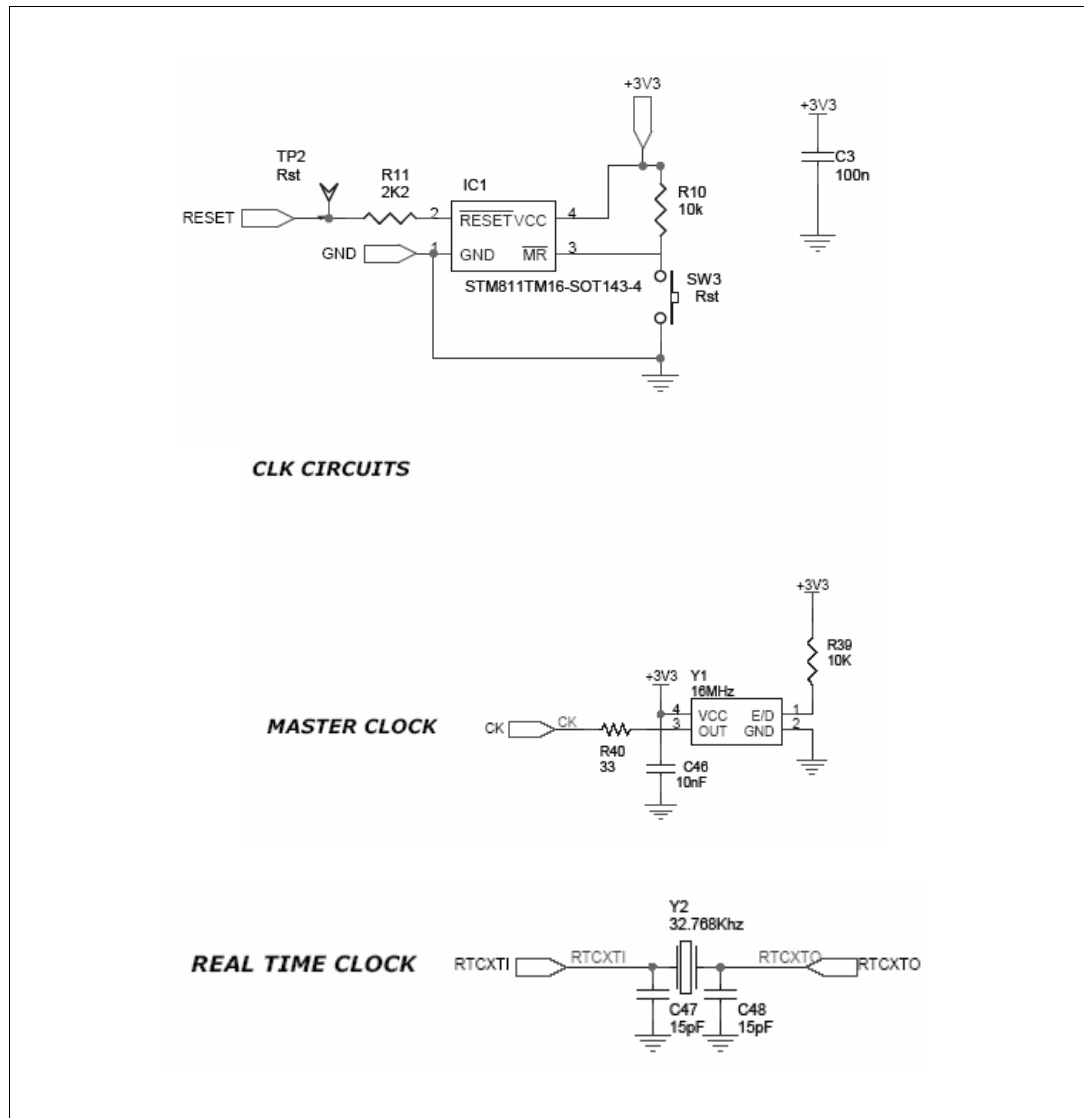 +3V3
+3V3
TP2
Rst
C3
100n
R11
2K2
IC1
R10
10k
RESET
2
RESET
VCC
4
GND
1
GND
MR
3
STM811TM16-SOT143-4
SW3
Rst
CLK CIRCUITS
+3V3
R39
10K
+3V3
Y1
16MHz
MASTER CLOCK
CK
CK
4
VCC
E/D
1
3
OUT
GND
2
R40
33
C46
10nF
Y2
32.768Khz
REAL TIME CLOCK
RTCXTI
RTCXTI
RTCXTO
RTCXTO
C47
15pF
C48
15pF